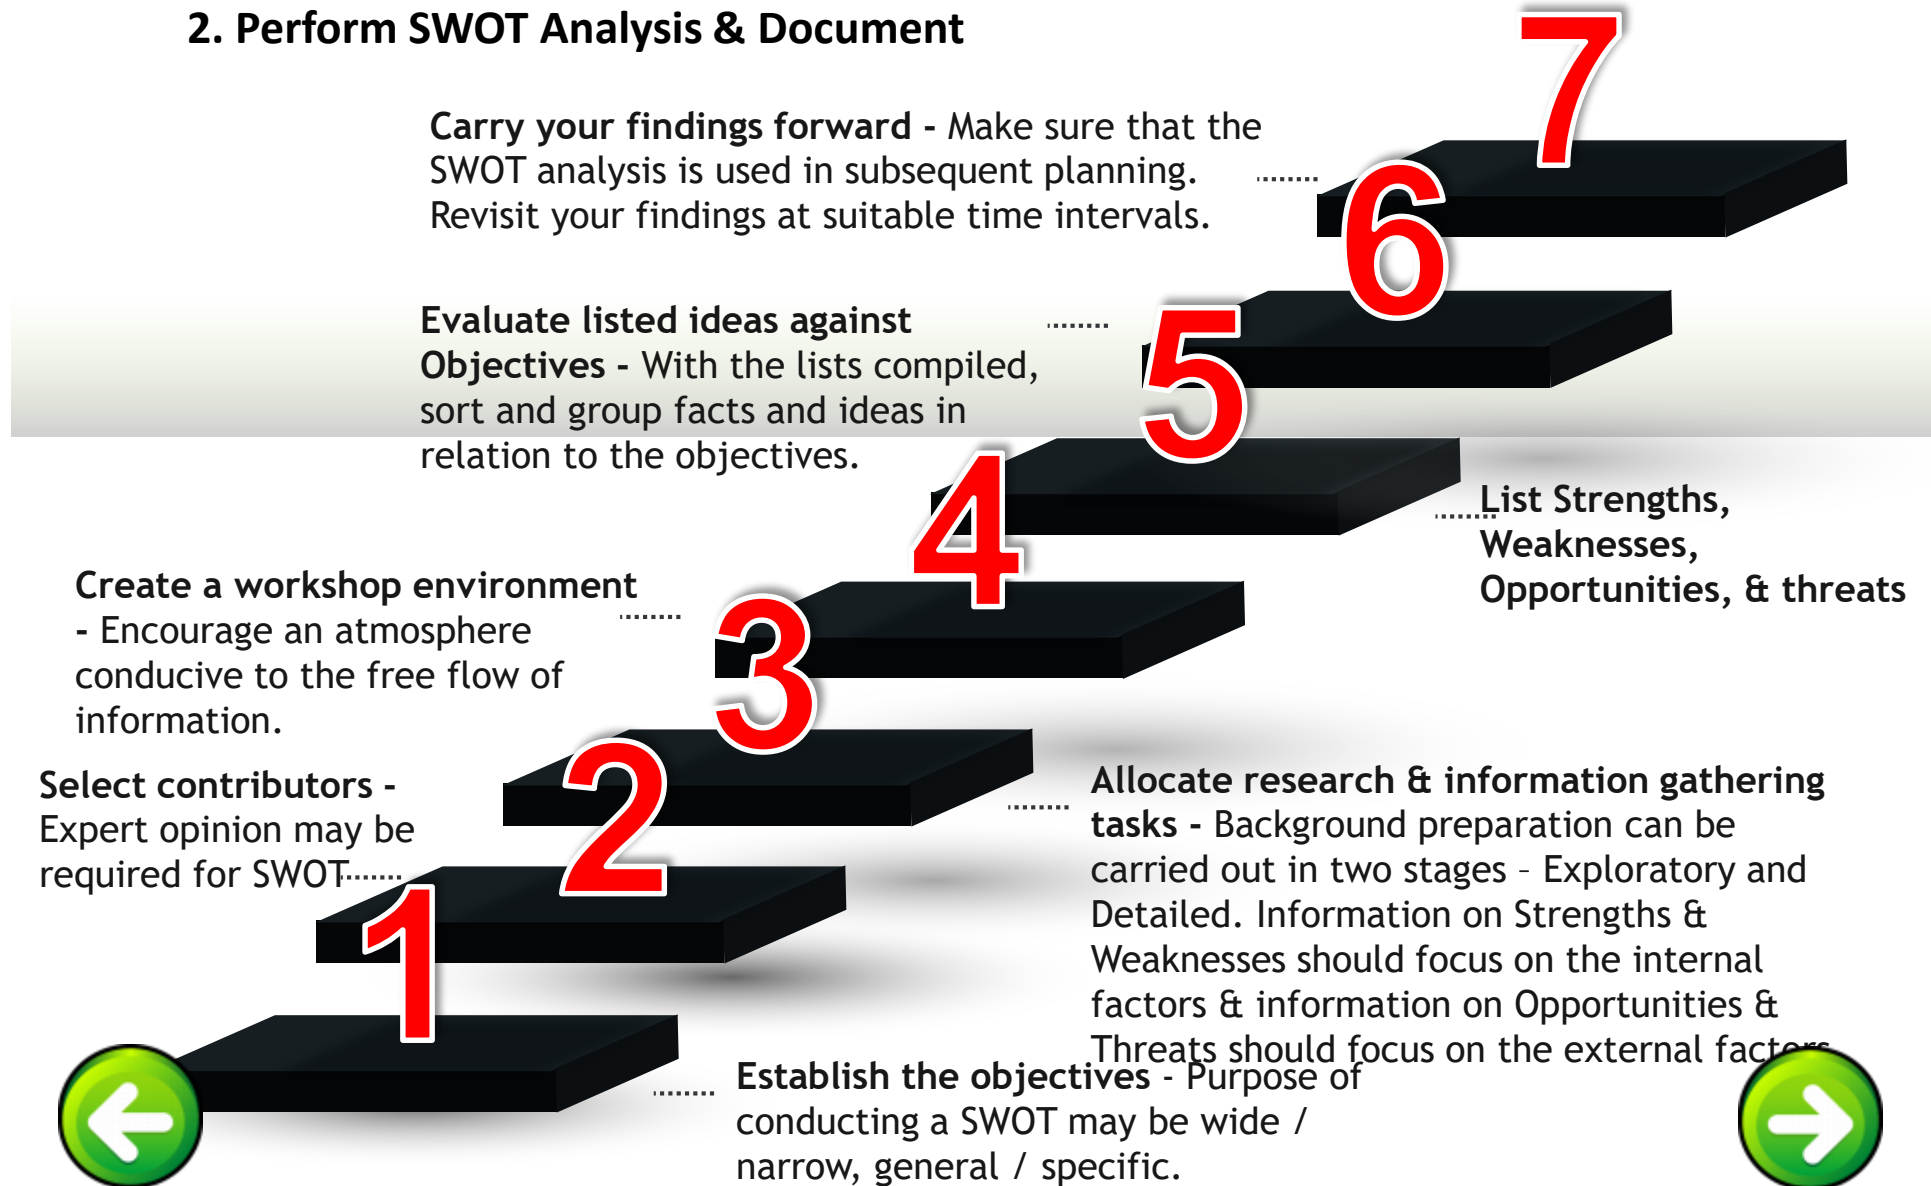 2. Perform SWOT Analysis & Document
7
Carry your findings forward - Make sure that the
SWOT analysis is used in subsequent planning.
Revisit your findings at suitable time intervals.
6
Evaluate listed ideas against
Objectives - With the lists compiled,
sort and group facts and ideas in
relation to the objectives.
5
List Strengths,
Weaknesses,
Opportunities, & threats
4
Create a workshop environment
- Encourage an atmosphere
conducive to the free flow of
information.
3
Allocate research & information gathering
tasks - Background preparation can be
carried out in two stages – Exploratory and
Detailed. Information on Strengths &
Weaknesses should focus on the internal
factors & information on Opportunities &
Threats should focus on the external factors
2
Select contributors -
Expert opinion may be
required for SWOT
1
Establish the objectives - Purpose of
conducting a SWOT may be wide /
narrow, general / specific.